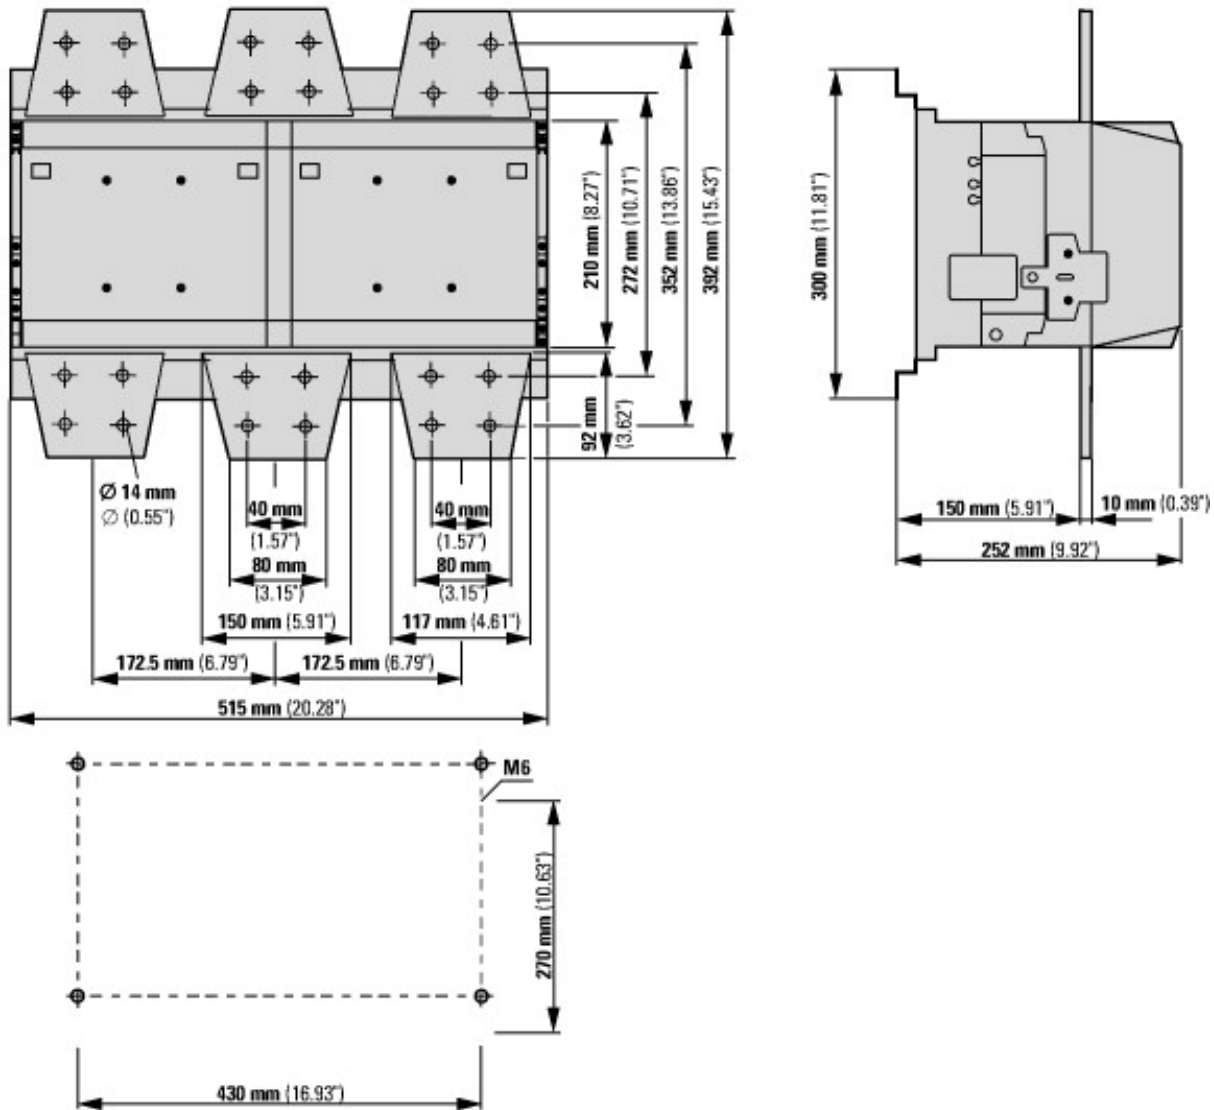 210 mm (8.27")
272 mm (10.71")
352 mm (13.86")
392 mm (15.43")
92 mm
(3.62")
Ø 14 mm
∅ (0.55")
40 mm
(1.57")
80 mm
(3.15")
40 mm
(1.57")
80 mm
(3.15")
150 mm (5.91")
117 mm (4.61")
172.5 mm (6.79")
172.5 mm (6.79")
515 mm (20.28")
300 mm (11.81")
150 mm (5.91")
10 mm (0.39")
252 mm (9.92")
M6
270 mm (10.63")
430 mm (16.93")